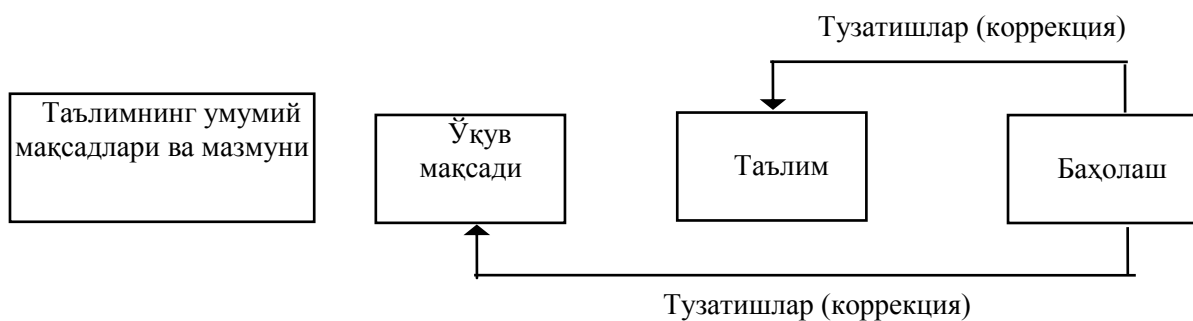 Тузатишлар (коррекция)
Таълимнинг умумий
мақсадлари ва мазмуни
Ўқув
мақсади
Таълим
Баҳолаш
Тузатишлар (коррекция)